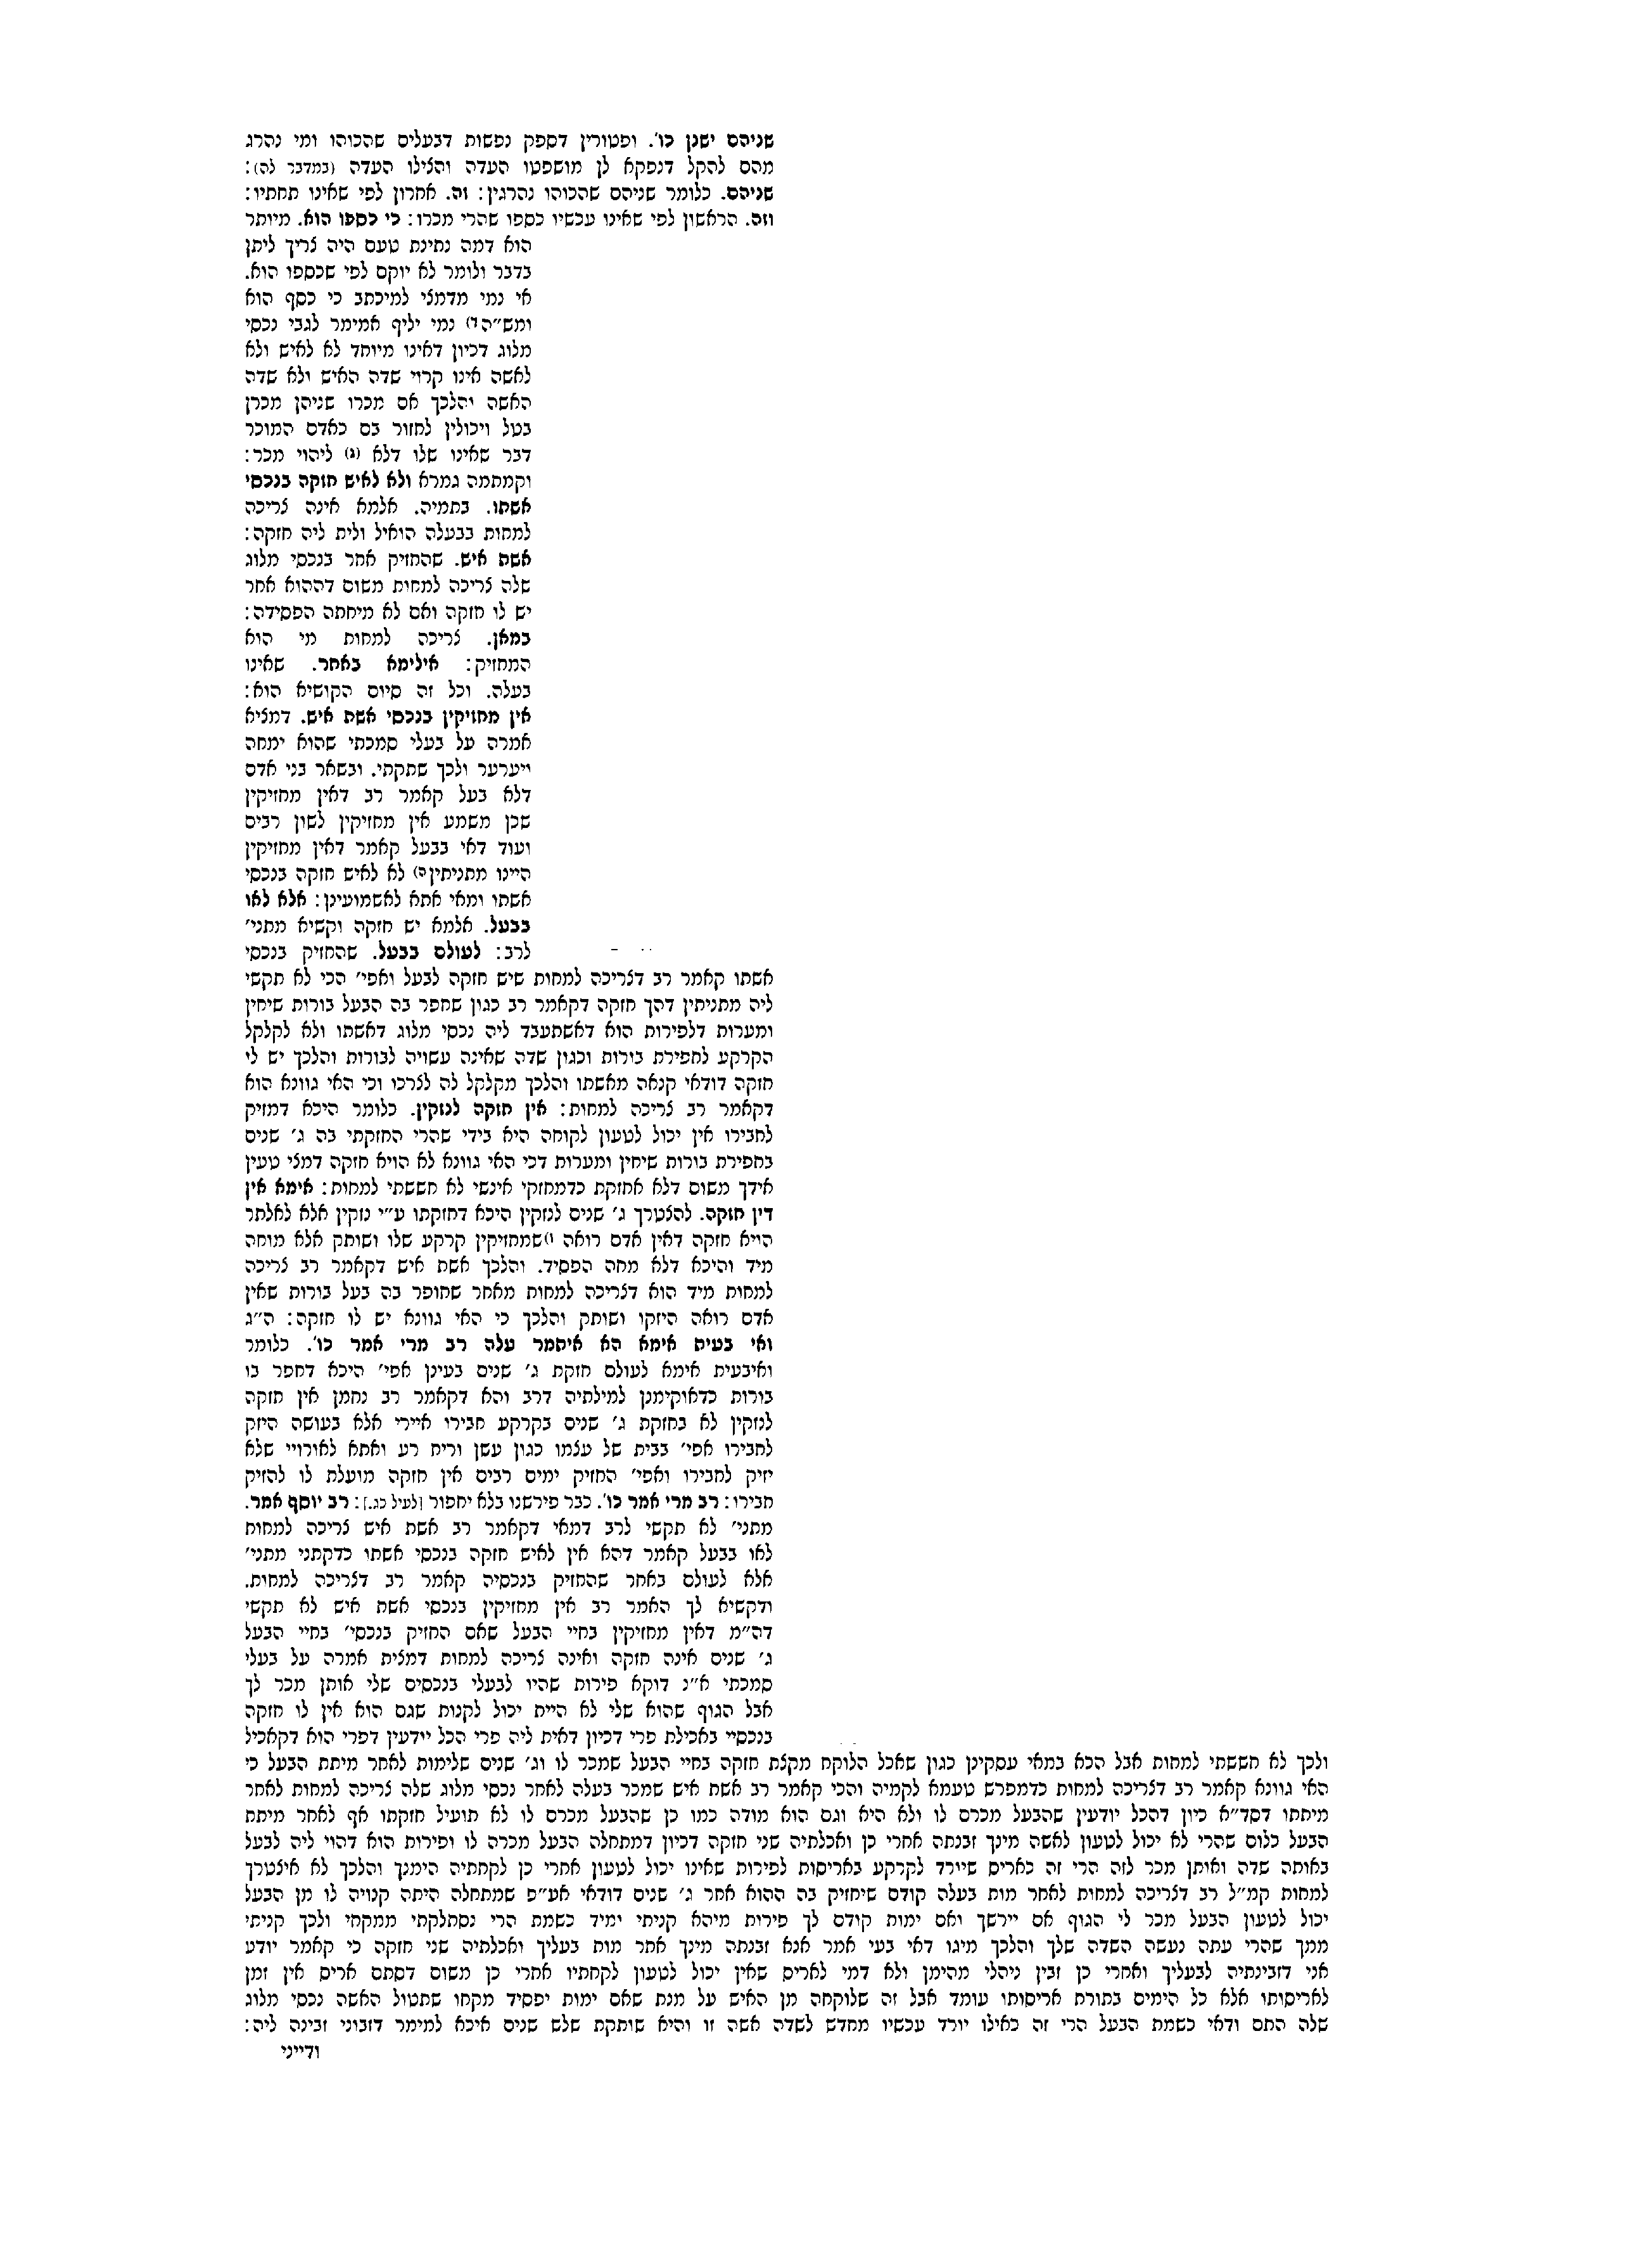 שניהם ישנן כו'. ופטורין דספק נפשות דבעלים שהכוהו ומי נהרג
מהם להקל דנפקא לן מושפטו העדה והצילו העדה (במדבר לה):
שניהם. כלומר שניהם שהכוהו נהרגין: זה. אחרון לפי שאינו תחתיו:
וזה. הראשון לפי שאינו עכשיו כספו שהרי מכרו: כי כספו הוא. מיותר
הוא דמה נתינת טעם היה צריך ליתן
בדבר ולומר לא יוקם לפי שכספו הוא.
אי נמי מדמצי למיכתב כי כסף הוא
ומש"ה ד) נמי יליף אמימר לגבי נכסי
מלוג דכיון דאינו מיוחד לא לאיש ולא
לאשה אינו קרוי שדה האיש ולא שדה
האשה והלכך אם מכרו שניהן מכרן
בטל ויכולין לחזור בם כאדם המוכר
דבר שאינו שלו דלא (ג) ליהוי מכר:
וקמתמה גמרא ולא לאיש חזקה בנכסי
אשתו. בתמיה. אלמא אינה צריכה
למחות בבעלה הואיל ולית ליה חזקה:
אשת איש. שהחזיק אחר בנכסי מלוג
שלה צריכה למחות משום דההוא אחר
יש לו חזקה ואם לא מיחתה הפסידה:
במאן. צריכה למחות מי הוא
המחזיק: אילימא באחר. שאינו
בעלה. וכל זה סיום הקושיא הוא:
אין מחזיקין בנכסי אשת איש. דמציא
אמרה על בעלי סמכתי שהוא ימחה
ויערער ולכך שתקתי. ובשאר בני אדם
דלא בעל קאמר רב דאין מחזיקין
שכן משמע אין מחזיקין לשון רבים
ועוד דאי בבעל קאמר דאין מחזיקין
היינו מתניתין ה) לא לאיש חזקה בנכסי
אשתו ומאי אתא לאשמועינן: אלא לאו
בבעל. אלמא יש חזקה וקשיא מתני'
לרב: לעולם בבעל. שהחזיק בנכסי
אשתו קאמר רב דצריכה למחות שיש חזקה לבעל ואפי' הכי לא תקשי
ליה מתניתין דהך חזקה דקאמר רב כגון שחפר בה הבעל בורות שיחין
ומערות דלפירות הוא דאשתעבד ליה נכסי מלוג דאשתו ולא לקלקל
הקרקע לחפירת בורות וכגון שדה שאינה עשויה לבורות והלכך יש לי
חזקה דודאי קנאה מאשתו והלכך מקלקל לה לצרכו וכי האי גוונא הוא
דקאמר רב צריכה למחות: אין חזקה לנזקין. כלומר היכא דמזיק
לחבירו אין יכול לטעון לקוחה היא בידי שהרי החזקתי בה ג' שנים
בחפירת בורות שיחין ומערות דכי האי גוונא לא הויא חזקה דמצי טעין
אידך משום דלא אחזקת כדמחזקי אינשי לא חששתי למחות: אימא אין
דין חזקה. להצטרך ג' שנים לנזקין היכא דחזקתו ע"י נזקין אלא לאלתר
הויא חזקה דאין אדם רואה ו) שמחזיקין קרקע שלו ושותק אלא מוחה
מיד והיכא דלא מחה הפסיד. והלכך אשת איש דקאמר רב צריכה
למחות מיד הוא דצריכה למחות מאחר שחופר בה בעל בורות שאין
אדם רואה היזקו ושותק והלכך כי האי גוונא יש לו חזקה: ה"ג
ואי בעית אימא הא איתמר עלה רב מרי אמר כו'. כלומר
ואיבעית אימא לעולם חזקת ג' שנים בעינן אפי' היכא דחפר בו
בורות כדאוקימנן למילתיה דרב והא דקאמר רב נחמן אין חזקה
לנזקין לא בחזקת ג' שנים בקרקע חבירו איירי אלא בעושה היזק
לחבירו אפי' בבית של עצמו כגון עשן וריח רע ואתא לאורויי שלא
יזיק לחבירו ואפי' החזיק ימים רבים אין חזקה מועלת לו להזיק
חבירו: רב מרי אמר כו'. כבר פירשנו בלא יחפור [לעיל כג.]: רב יוסף אמר.
מתני' לא תקשי לרב דמאי דקאמר רב אשת איש צריכה למחות
לאו בבעל קאמר דהא אין לאיש חזקה בנכסי אשתו כדקתני מתני'
אלא לעולם באחר שהחזיק בנכסיה קאמר רב דצריכה למחות.
ודקשיא לך האמר רב אין מחזיקין בנכסי אשת איש לא תקשי
דה"מ דאין מחזיקין בחיי הבעל שאם החזיק בנכסי' בחיי הבעל
ג' שנים אינה חזקה ואינה צריכה למחות דמצית אמרה על בעלי
סמכתי א"נ דוקא פירות שהיו לבעלי בנכסים שלי אותן מכר לך
אבל הגוף שהוא שלי לא היית יכול לקנות שגם הוא אין לו חזקה
בנכסיי באכילת פרי דכיון דאית ליה פרי הכל יודעין דפרי הוא דקאכיל
ולכך לא חששתי למחות אבל הכא במאי עסקינן כגון שאכל הלוקח מקצת חזקה בחיי הבעל שמכר לו וג' שנים שלימות לאחר מיתת הבעל כי
האי גוונא קאמר רב דצריכה למחות כדמפרש טעמא לקמיה והכי קאמר רב אשת איש שמכר בעלה לאחר נכסי מלוג שלה צריכה למחות לאחר
מיתתו דסד"א כיון דהכל יודעין שהבעל מכרם לו ולא היא וגם הוא מודה כמו כן שהבעל מכרם לו לא תועיל חזקתו אף לאחר מיתת
הבעל כלום שהרי לא יכול לטעון לאשה מינך זבנתה אחרי כן ואכלתיה שני חזקה דכיון דמתחלה הבעל מכרה לו ופירות הוא דהוי ליה לבעל
באותה שדה ואותן מכר לזה הרי זה כאריס שיורד לקרקע באריסות לפירות שאינו יכול לטעון אחרי כן לקחתיה הימנך והלכך לא איצטרך
למחות קמ"ל רב דצריכה למחות לאחר מות בעלה קודם שיחזיק בה ההוא אחר ג' שנים דודאי אע"פ שמתחלה היתה קנויה לו מן הבעל
יכול לטעון הבעל מכר לי הגוף אם יירשך ואם ימות קודם לך פירות מיהא קניתי ומיד כשמת הרי נסתלקתי ממקחי ולכך קניתי
ממך שהרי עתה נעשה השדה שלך והלכך מיגו דאי בעי אמר אנא זבנתה מינך אחר מות בעליך ואכלתיה שני חזקה כי קאמר יודע
אני דזבינתיה לבעליך ואחרי כן זבין ניהלי מהימן ולא דמי לאריס שאין יכול לטעון לקחתיו אחרי כן משום דסתם אריס אין זמן
לאריסותו אלא כל הימים בתורת אריסותו עומד אבל זה שלוקחה מן האיש על מנת שאם ימות יפסיד מקחו שתטול האשה נכסי מלוג
שלה התם ודאי כשמת הבעל הרי זה כאילו יורד עכשיו מחדש לשדה אשה זו והיא שותקת שלש שנים איכא למימר דזבוני זבינה ליה:
ודייני